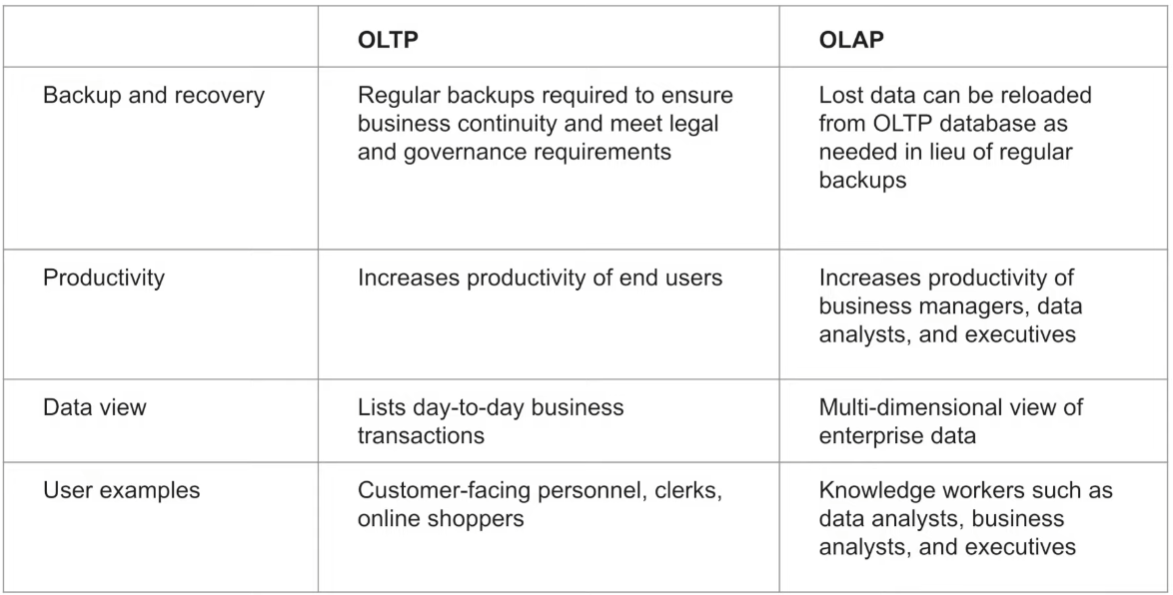 OLTP OLAP
Backup and recovery
Regular backups required to ensure
business continuity and meet legal
and governance requirements
Lost data can be reloaded
from OLTP database as
needed in lieu of regular
backups
Productivity
Increases productivity of end users
Increases productivity of
business managers, data
analysts, and executives
Data view
Lists day-to-day business
transactions
Multi-dimensional view of
enterprise data
User examples
Customer-facing personnel, clerks,
online shoppers
Knowledge workers such as
data analysts, business
analysts, and executives